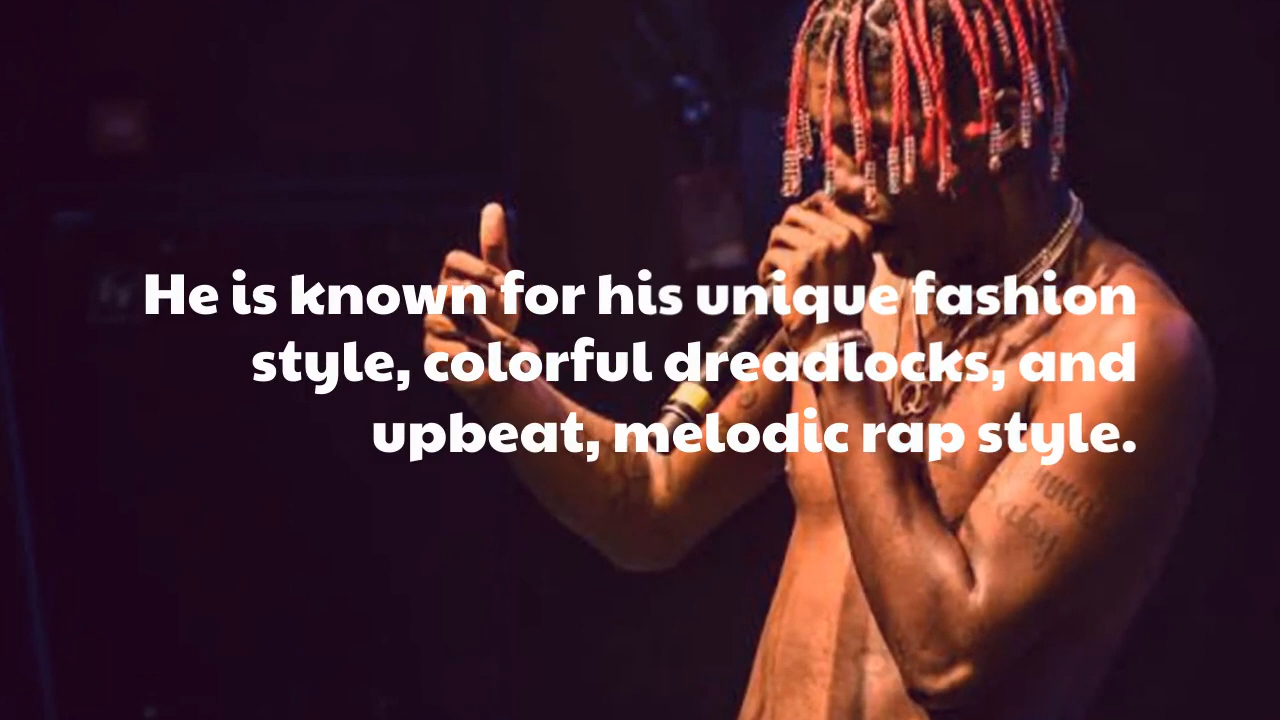 He is known for his unique fashion
style, colorful dreadlocks, and
upbeat, melodic rap style.